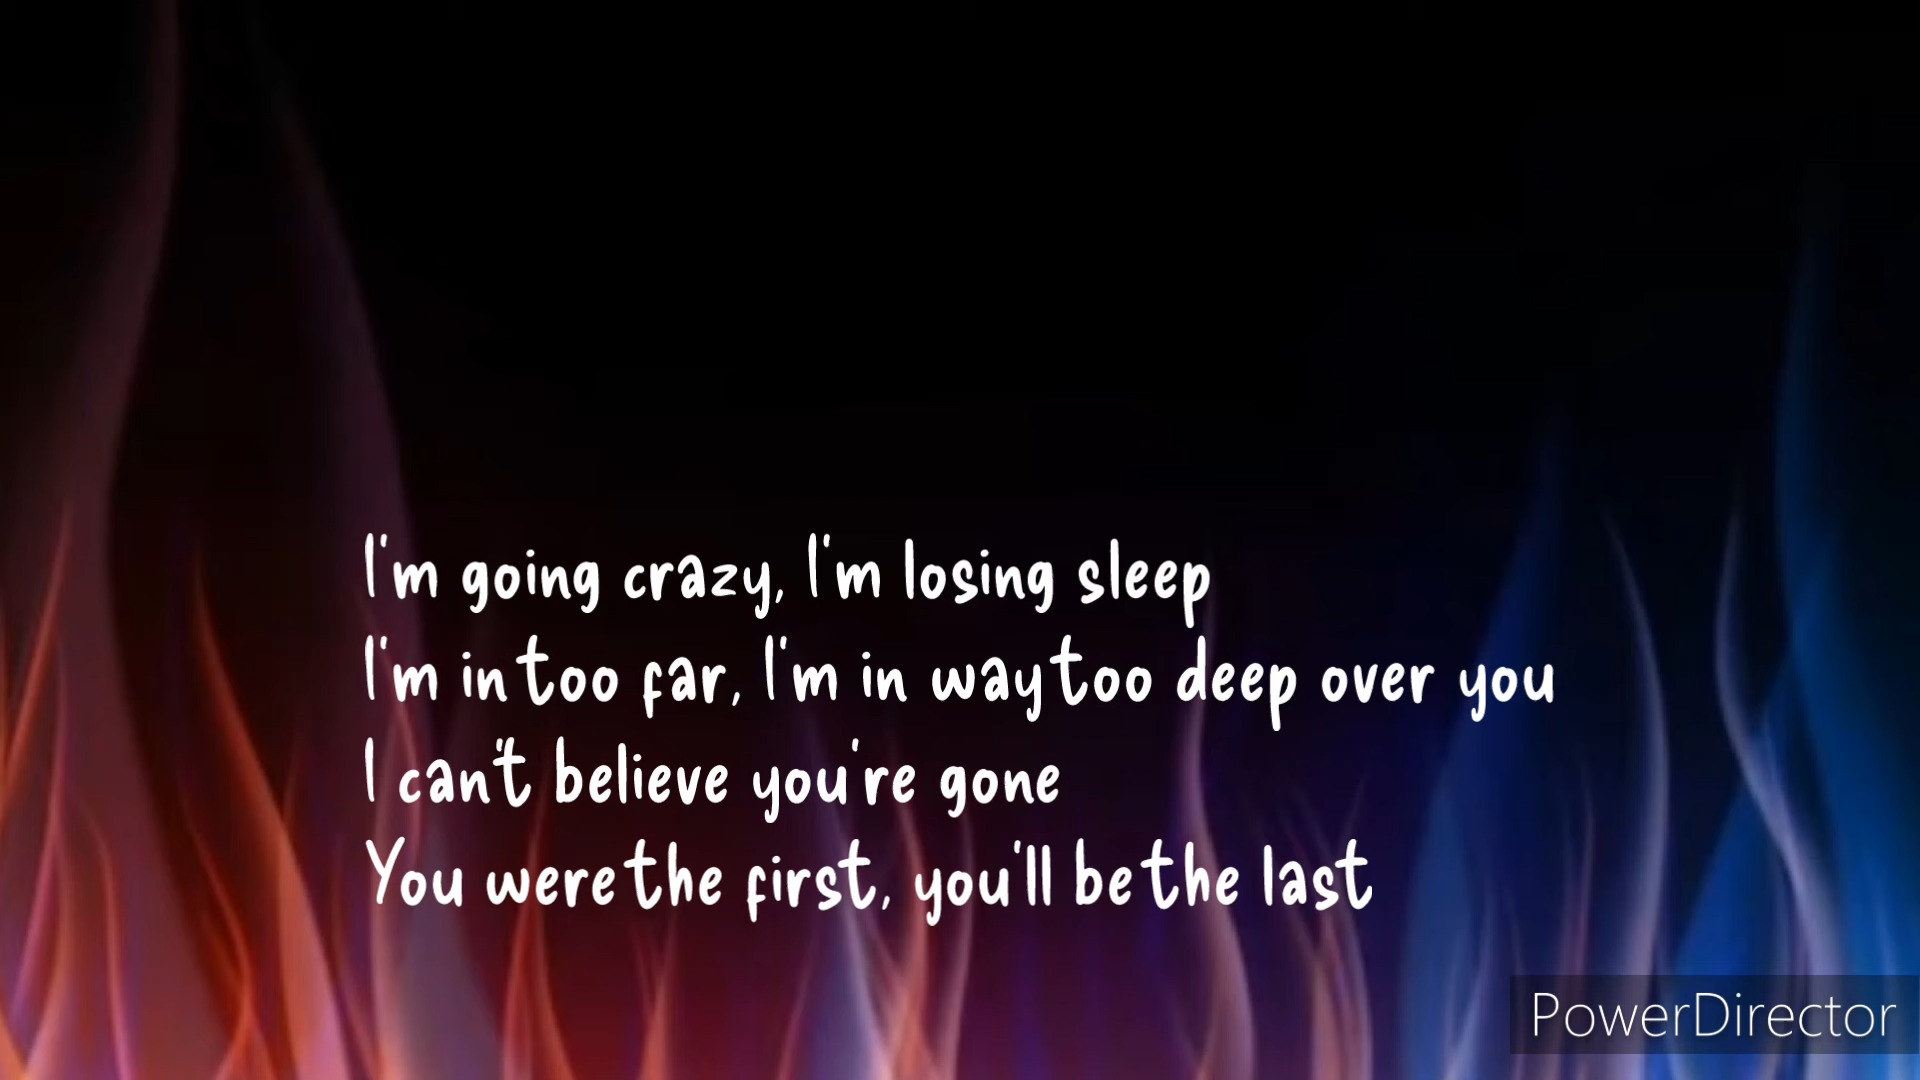 I'm going crazy, I'm losing sleep
I'm in too far, I'm in way too deep over you
I can't believe you're gone
You were the first, you'll be the last
PowerDirector